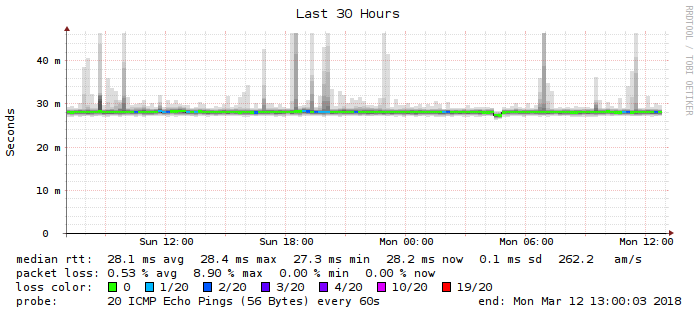 Last 30 Hours
RRDTOOL / TOBI OETIKER
Seconds
40 m
30 m
20 m
10 m
0
Sun 12:00 Sun 18:00 Mon 00:00 Mon 06:00 Mon 12:00
median rtt: 28.1 ms avg 28.4 ms max 27.3 ms min 28.2 ms now 0.1 ms sd 262.2 am/s
packet loss: 0.53 % avg 8.90 % max 0.00 % min 0.00 % now
loss color: 0 1/20 2/20 3/20 4/20 10/20 19/20
probe: 20 ICMP Echo Pings (56 Bytes) every 60s end: Mon Mar 12 13:00:03 2018